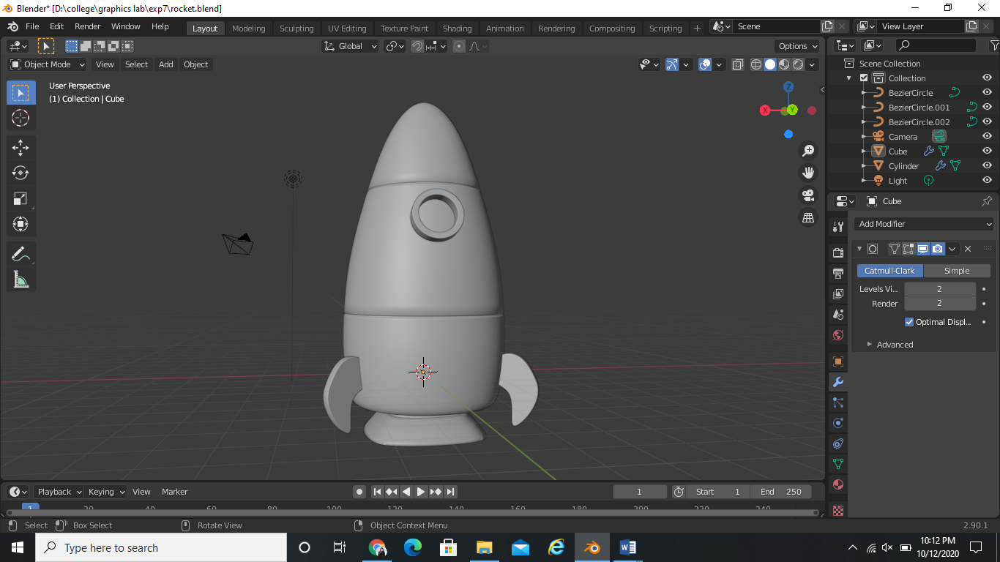 Blender* [D:\college\graphics lab\exp7\rocket.blend]
File Edit Render Window Help Layout Modeling Sculpting UV Editing Texture Paint Shading Animation Rendering Compositing Scripting + Scene View Layer
Global Options
Object Mode View Select Add Object
User Perspective
(1) Collection | Cube
Z
X Y
Scene Collection
Collection
BezierCircle
BezierCircle.001
BezierCircle.002
Camera
Cube
Cylinder
Light
Cube
Add Modifier
Catmull-Clark Simple
Levels Vi... 2
Render 2
Optimal Displ...
Advanced
Playback Keying View Marker 1 Start 1 End 250
1 20 40 60 80 100 120 140 160 180 200 220 240
Select Box Select Rotate View Object Context Menu 2.90.1
Type here to search
10:12 PM
10/12/2020